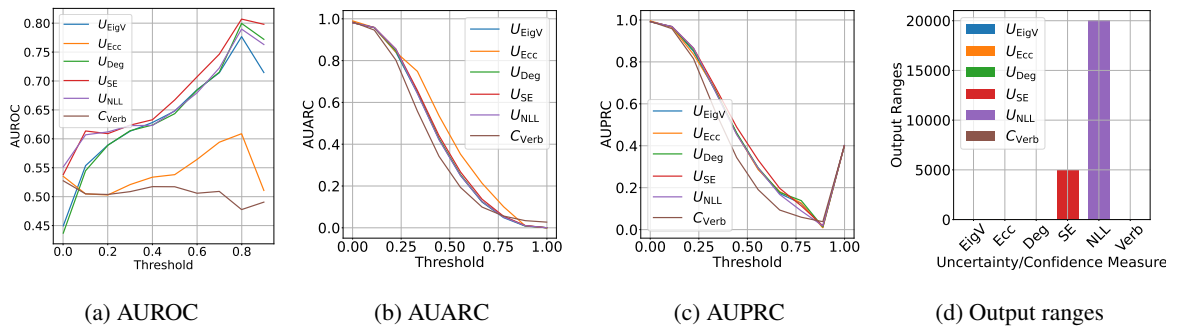 0.80
0.75
0.70
0.65
0.60
0.55
0.50
0.45
AUROC
U_EigV
U_Ecc
U_Deg
U_SE
U_NLL
C_Verb
0.0 0.2 0.4 0.6 0.8
Threshold
(a) AUROC
1.0
0.8
0.6
0.4
0.2
0.0
AUARC
U_EigV
U_Ecc
U_Deg
U_SE
U_NLL
C_Verb
0.00 0.25 0.50 0.75 1.00
Threshold
(b) AUARC
1.0
0.8
0.6
0.4
0.2
0.0
AUPRC
U_EigV
U_Ecc
U_Deg
U_SE
U_NLL
C_Verb
0.00 0.25 0.50 0.75 1.00
Threshold
(c) AUPRC
20000
15000
10000
5000
0
Output Ranges
U_EigV
U_Ecc
U_Deg
U_SE
U_NLL
C_Verb
EigV Ecc Deg SE NLL Verb
Uncertainty/Confidence Measure
(d) Output ranges